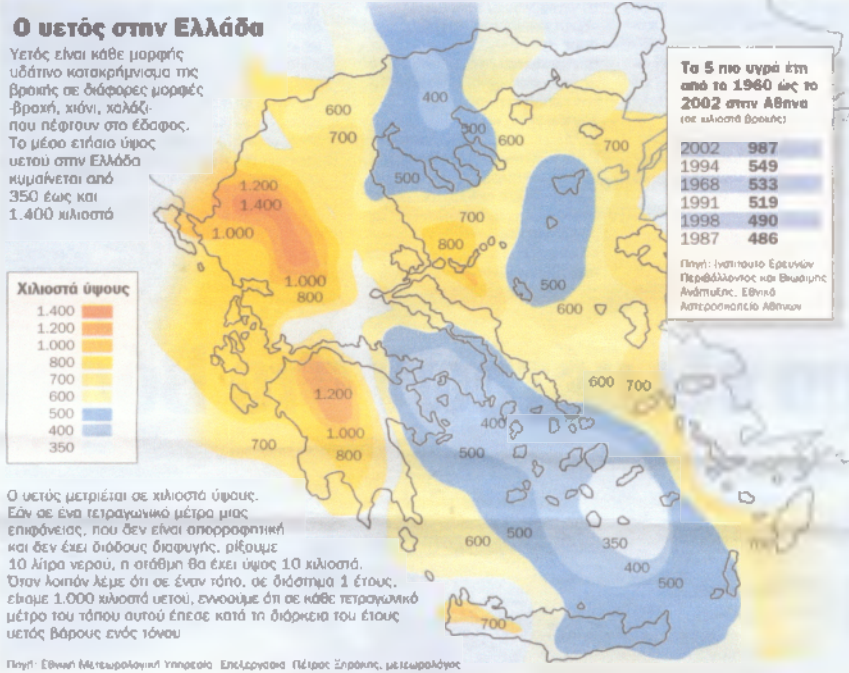 Ο υετός στην Ελλάδα
Υετός είναι κάθε μορφής
υδάτινο κατακρήμνισμα της
βροχής σε διάφορες μορφές
-βροχή, χιόνι, χαλάζι-
που πέφτουν στο έδαφος.
Το μέσο ετήσιο ύψος
υετού στην Ελλάδα
κυμαίνεται από
350 έως και
1.400 χιλιοστά
Τα 5 πιο υγρά έτη
από το 1960 ώς το
2002 στην Αθήνα
(σε χιλιοστά βροχής)
2002 987
1994 549
1968 533
1991 519
1998 490
1987 486
Πηγή: Ινστιτούτο Ερευνών
Περιβάλλοντος και Βιώσιμης
Ανάπτυξης, Εθνικό
Αστεροσκοπείο Αθηνών
Χιλιοστά ύψους
1.400
1.200
1.000
800
700
600
500
400
350
400
600
700
500
600
700
500
1.200
1.400
1.000
700
800
1.000
800
500
600
600 700
1.200
400
1.000
500
700
800
600
500
350
400
500
700
700
Ο υετός μετριέται σε χιλιοστά ύψους.
Εάν σε ένα τετραγωνικό μέτρο μιας
επιφάνειας, που δεν είναι απορροφητική
και δεν έχει διόδους διαφυγής, ρίξουμε
10 λίτρα νερού, η στάθμη θα έχει ύψος 10 χιλιοστά.
Όταν λοιπόν λέμε ότι σε έναν τόπο, σε διάστημα 1 έτους,
είχαμε 1.000 χιλιοστά υετού, εννοούμε ότι σε κάθε τετραγωνικό
μέτρο του τόπου αυτού έπεσε κατά τη διάρκεια του έτους
υετός βάρους ενός τόνου
Πηγή: Εθνική Μετεωρολογική Υπηρεσία Επεξεργασία Πέτρος Ξηράκης, μετεωρολόγος